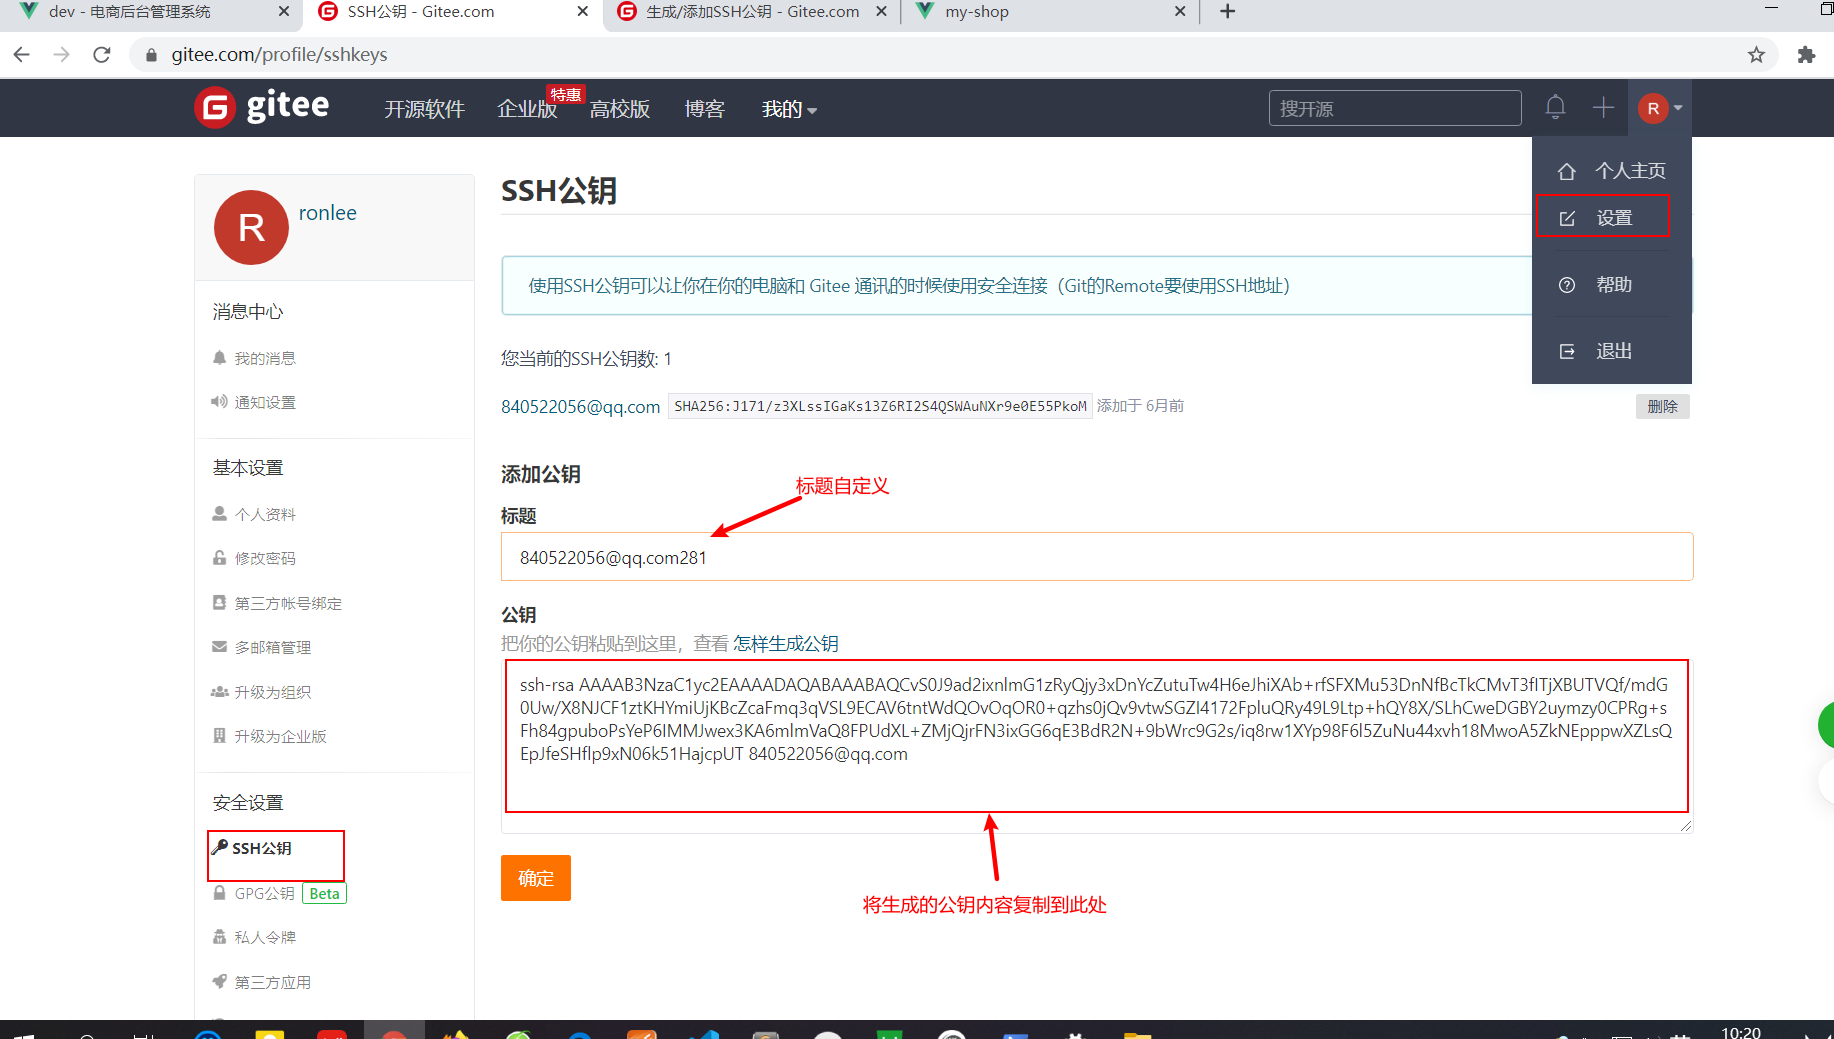 dev - 电商后台管理系统
SSH公钥 - Gitee.com
生成/添加SSH公钥 - Gitee.com
my-shop
gitee.com/profile/sshkeys
gitee
开源软件
企业版
特惠
高校版
博客
我的
搜开源
R
个人主页
设置
帮助
退出
R
ronlee
消息中心
我的消息
通知设置
基本设置
个人资料
修改密码
第三方帐号绑定
多邮箱管理
升级为组织
升级为企业版
安全设置
SSH公钥
GPG公钥 Beta
私人令牌
第三方应用
SSH公钥
使用SSH公钥可以让你在你的电脑和 Gitee 通讯的时候使用安全连接（Git的Remote要使用SSH地址）
您当前的SSH公钥数: 1
840522056@qq.com SHA256:J171/z3XLssIGaKs13Z6RI2S4QSWAuNXr9e0E55PkoM 添加于 6月前
删除
添加公钥
标题自定义
标题
840522056@qq.com281
公钥
把你的公钥粘贴到这里，查看 怎样生成公钥
ssh-rsa AAAAB3NzaC1yc2EAAAADAQABAAABAQCvS0J9ad2ixnlmG1zRyQjy3xDnYcZutuTw4H6eJhiXAb+rfSFXMu53DnNfBcTkCMvT3fITjXBUTVQf/mdG
0Uw/X8NJCF1ztKHYmiUjKBcZcaFmq3qVSL9ECAV6tntWdQOvOqOR0+qzhs0jQv9vtwSGZI4172FpluQRy49L9Ltp+hQY8X/SLhCweDGBY2uymzy0CPRg+s
Fh84gpuboPsYeP6IMMJwex3KA6mlmVaQ8FPUdXL+ZMjQjrFN3ixGG6qE3BdR2N+9bWrc9G2s/iq8rw1XYp98F6l5ZuNu44xvh18MwoA5ZkNEpppwXZLsQ
EpJfeSHflp9xN06k51HajcpUT 840522056@qq.com
确定
将生成的公钥内容复制到此处
10:20